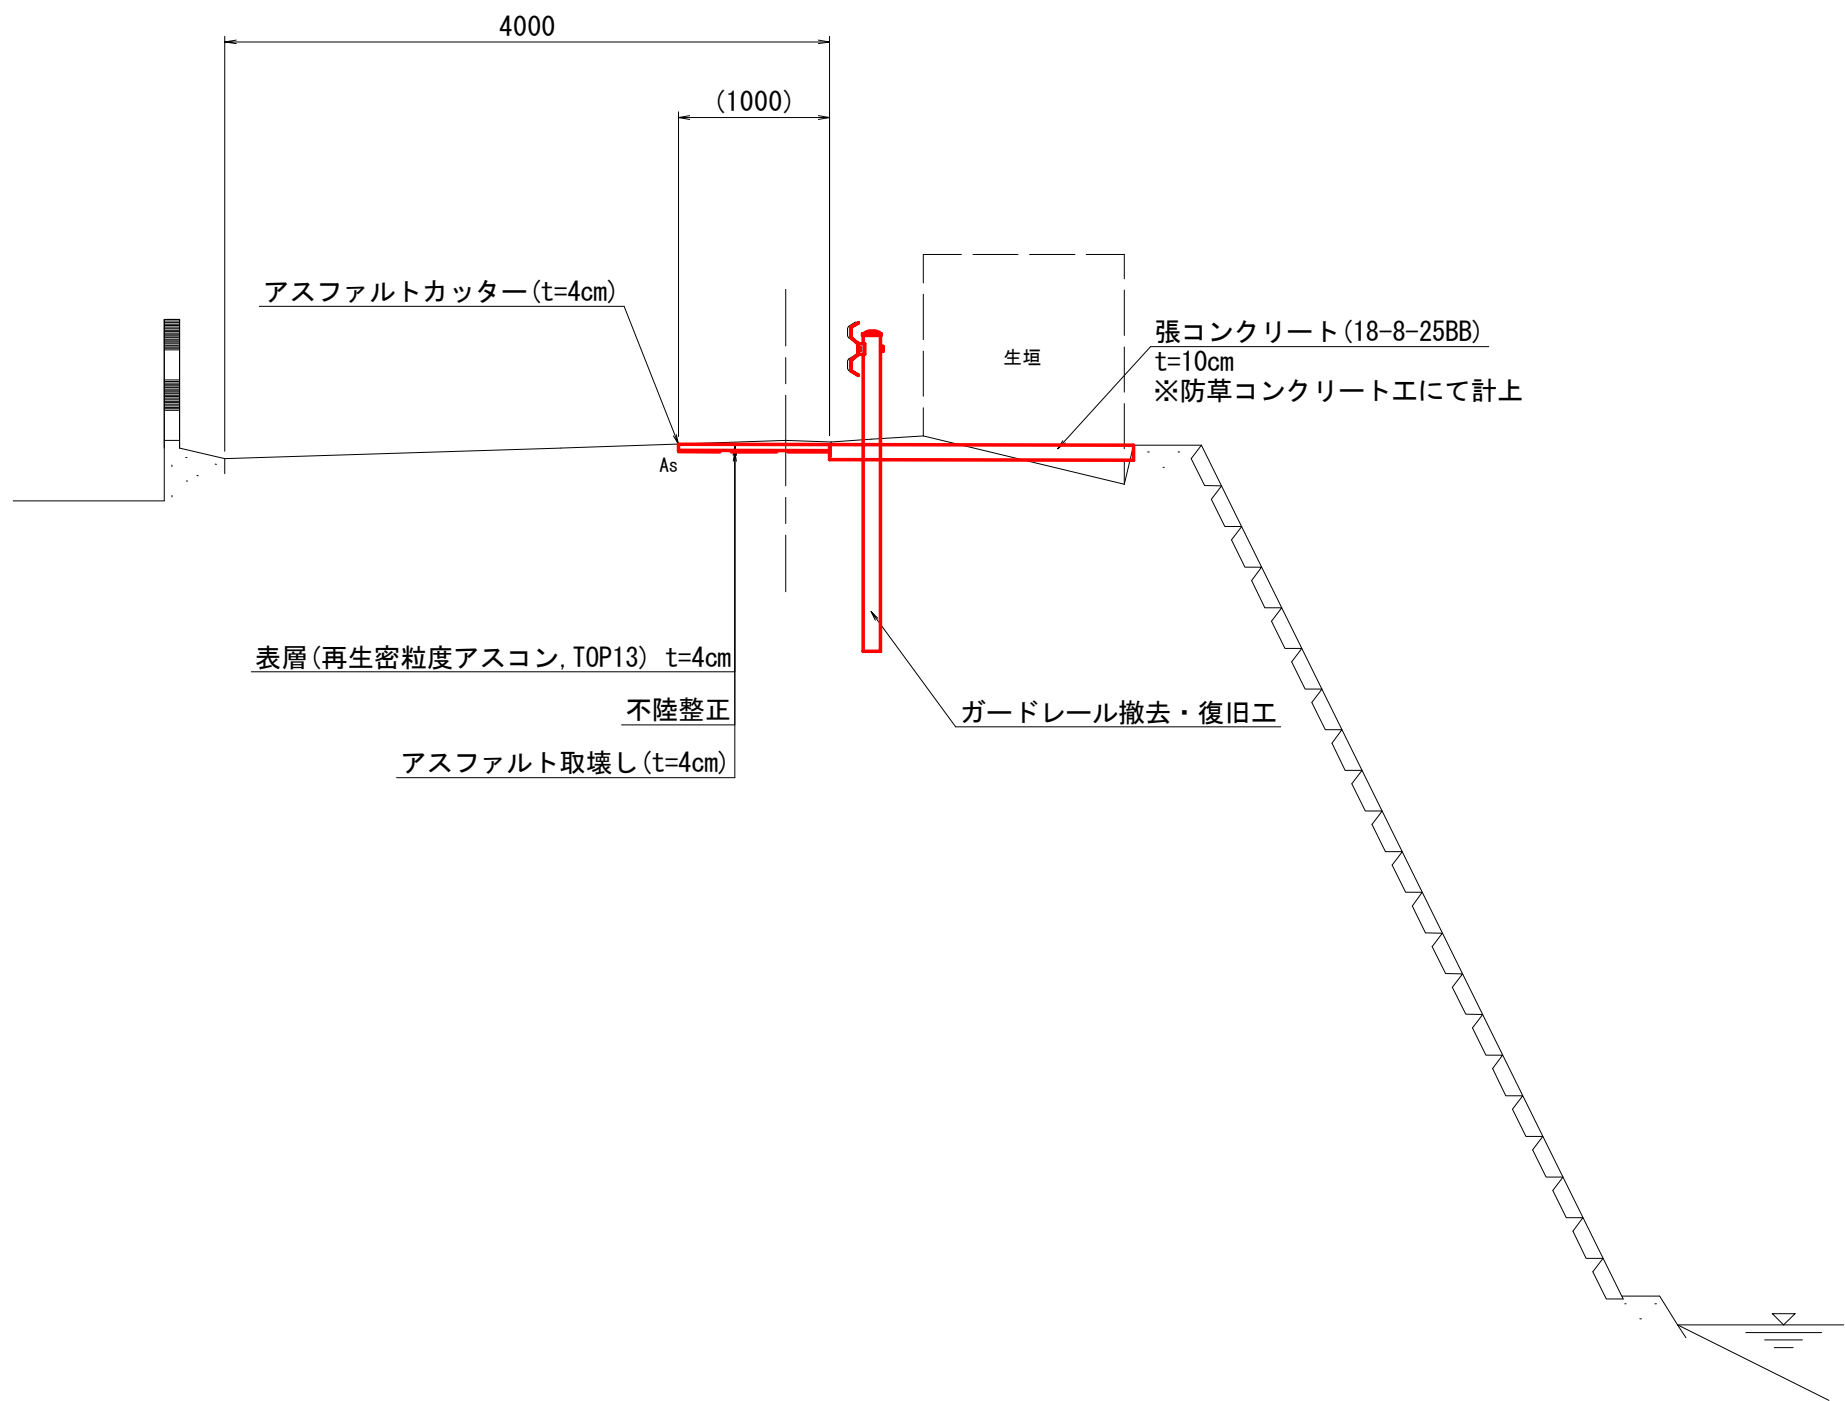 4000
(1000)
アスファルトカッター(t=4cm)
張コンクリート(18-8-25BB)
t=10cm
※防草コンクリート工にて計上
生垣
As
表層(再生密粒度アスコン,TOP13) t=4cm
不陸整正
ガードレール撤去・復旧工
アスファルト取壊し(t=4cm)